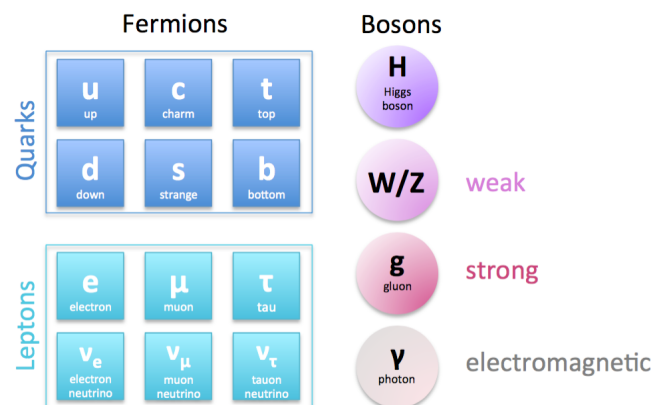 Fermions
Bosons
Quarks
u
up
c
charm
t
top
d
down
s
strange
b
bottom
Leptons
e
electron
μ
muon
τ
tau
νe
electron
neutrino
νμ
muon
neutrino
ντ
tauon
neutrino
H
Higgs
boson
W/Z
weak
g
gluon
strong
γ
photon
electromagnetic